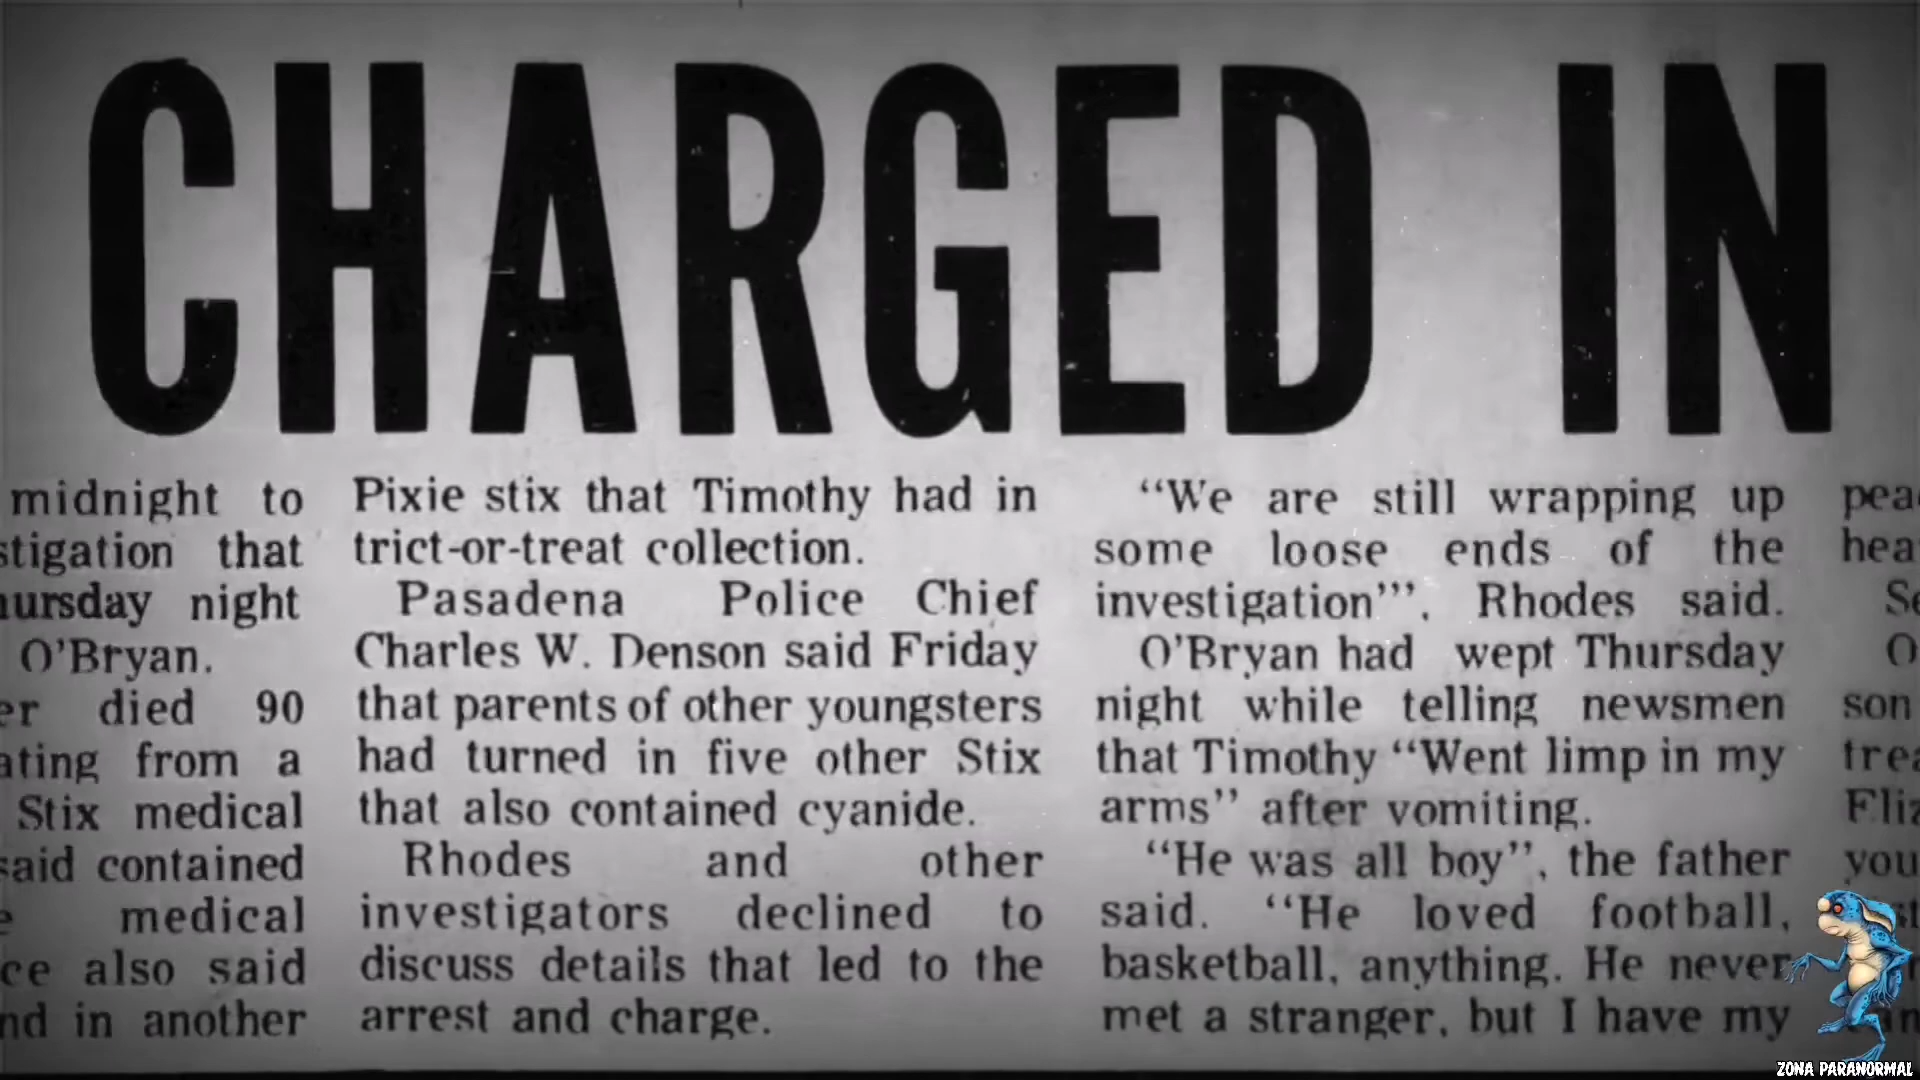 CHARGED IN
midnight to
stigation that
ursday night
O'Bryan.
er died 90
ating from a
Stix medical
said contained
medical
ce also said
nd in another
Pixie stix that Timothy had in
trict-or-treat collection.
Pasadena Police Chief
Charles W. Denson said Friday
that parents of other youngsters
had turned in five other Stix
that also contained cyanide.
Rhodes and other
investigators declined to
discuss details that led to the
arrest and charge.
“We are still wrapping up
some loose ends of the
investigation”’. Rhodes said.
O'Bryan had wept Thursday
night while telling newsmen
that Timothy “Went limp in my
arms” after vomiting.
“He was all boy”, the father
said. “He loved football,
basketball, anything. He never
met a stranger, but I have my
pea
hea
son
trea
you
ZONA PARANORMAL